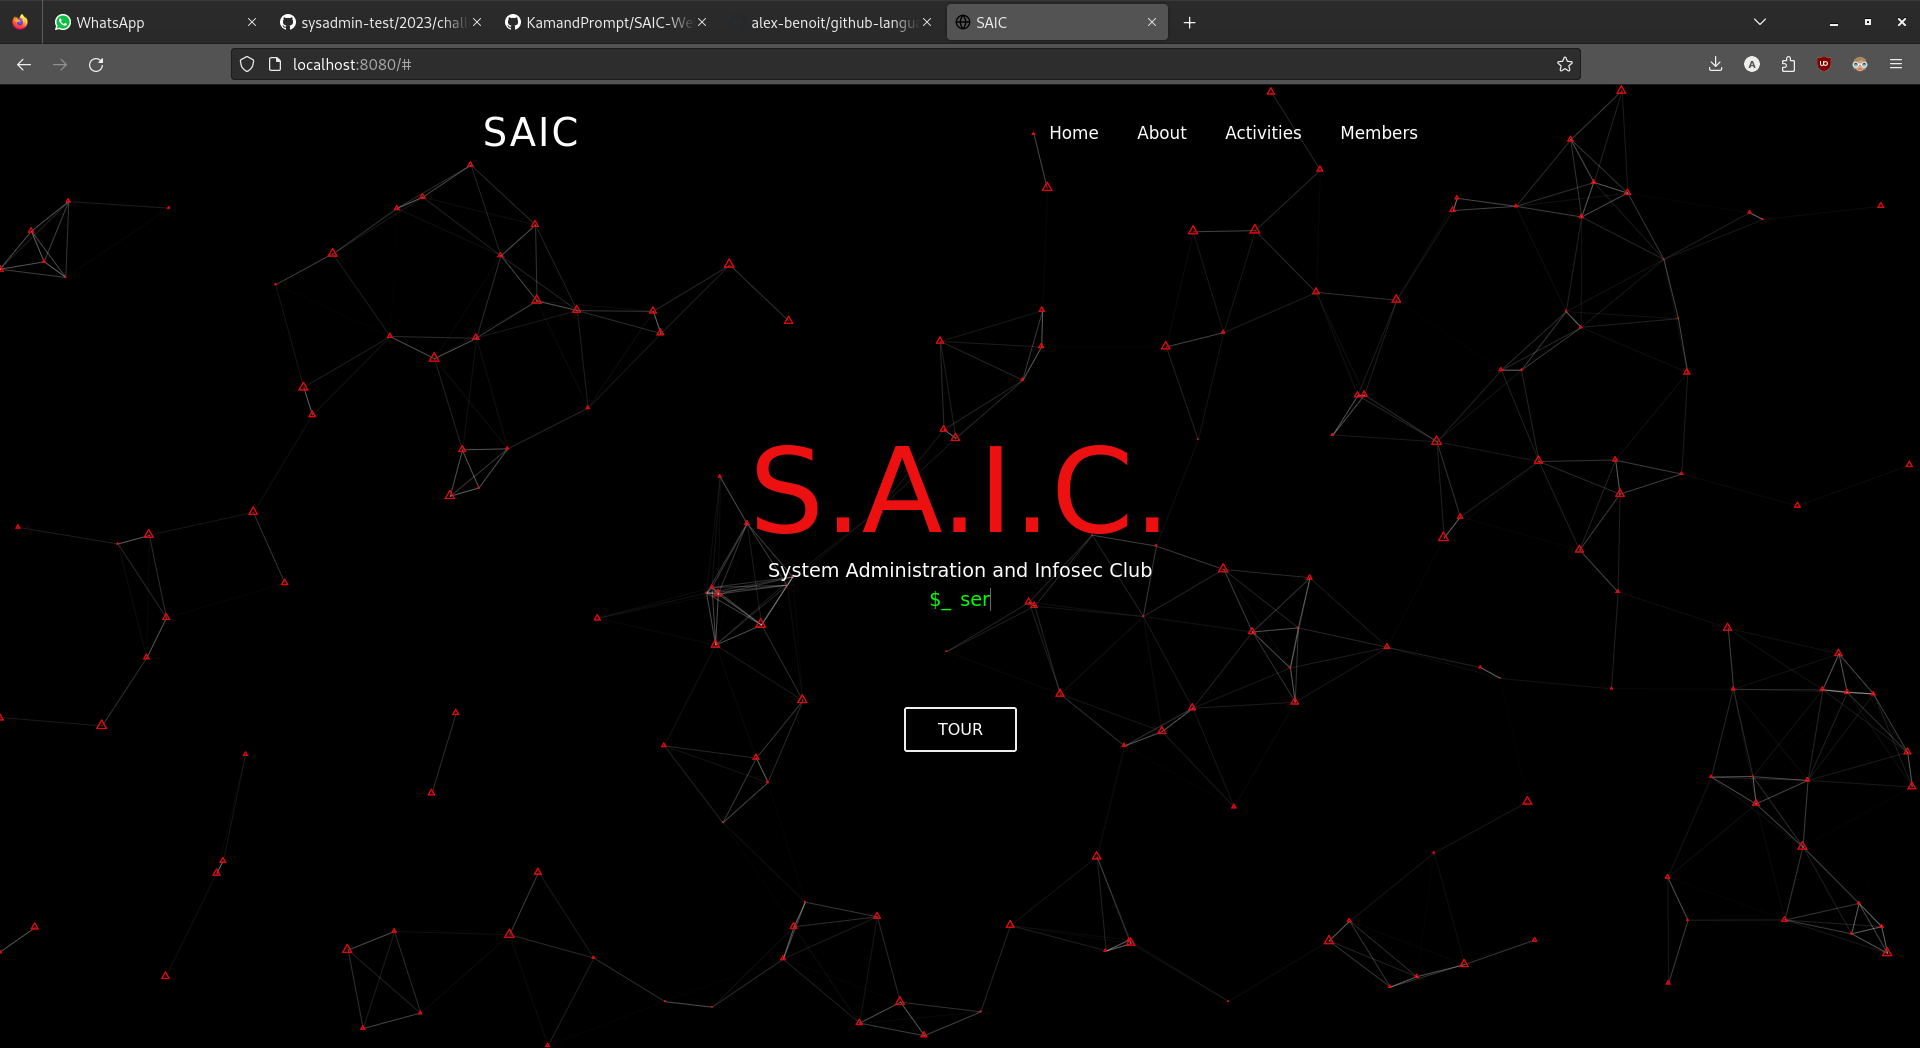 WhatsApp
sysadmin-test/2023/chal
KamandPrompt/SAIC-We
alex-benoit/github-langu
SAIC
localhost:8080/#
SAIC
Home About Activities Members
S.A.I.C.
System Administration and Infosec Club
$_ ser
TOUR